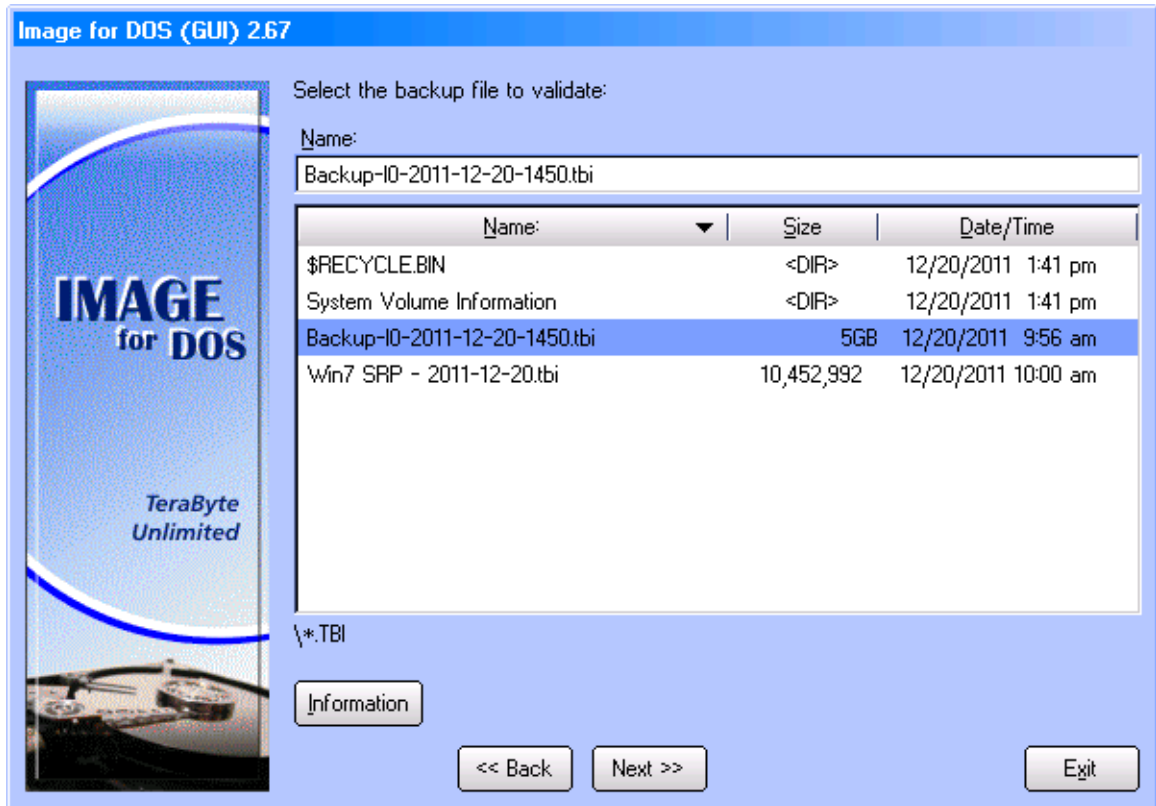 Image for DOS (GUI) 2.67
Select the backup file to validate:
Name:
Backup-I0-2011-12-20-1450.tbi
Name: Size Date/Time
$RECYCLE.BIN <DIR> 12/20/2011 1:41 pm
System Volume Information <DIR> 12/20/2011 1:41 pm
Backup-I0-2011-12-20-1450.tbi 5GB 12/20/2011 9:56 am
Win7 SRP - 2011-12-20.tbi 10,452,992 12/20/2011 10:00 am
IMAGE
for DOS
TeraByte
Unlimited
\*.TBI
Information
<< Back Next >> Exit